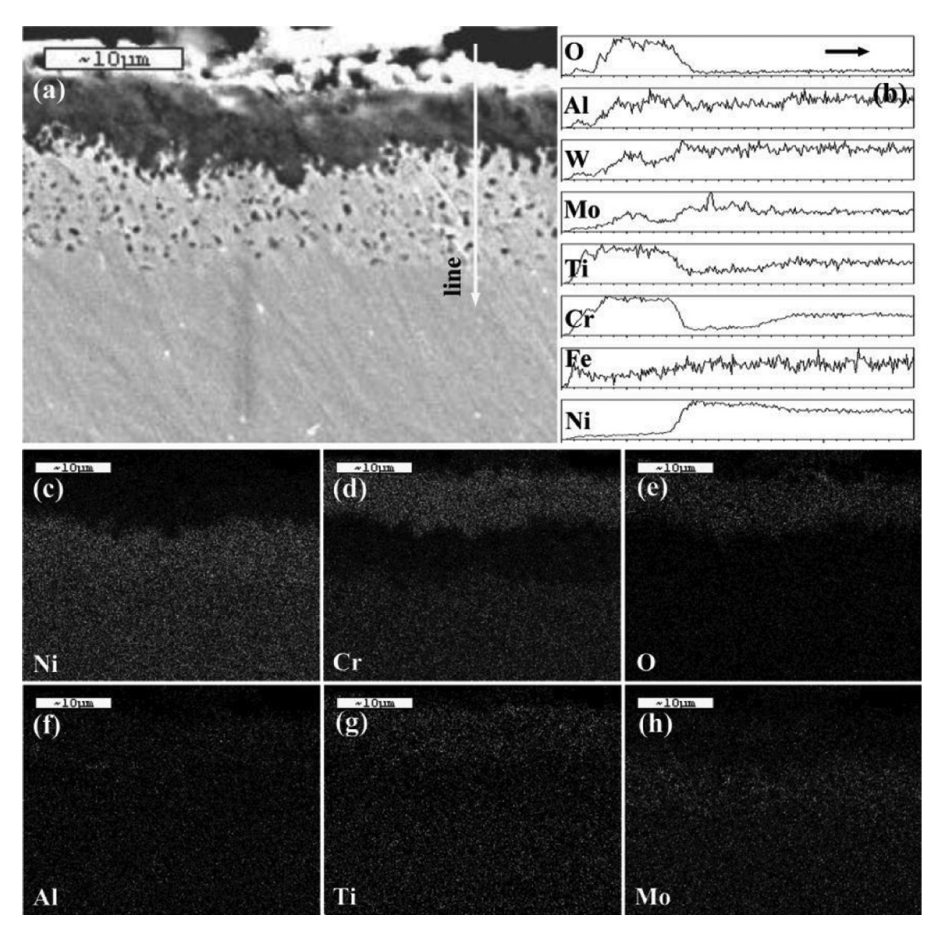 ~10μm
(a)
line
O
(b)
Al
W
Mo
Ti
Cr
Fe
Ni
~10μm
(c)
Ni
~10μm
(d)
Cr
~10μm
(e)
O
~10μm
(f)
Al
~10μm
(g)
Ti
~10μm
(h)
Mo